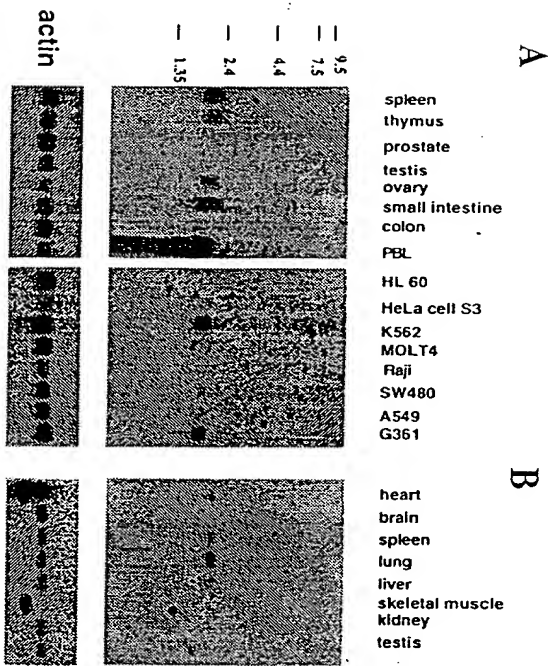 A
9.5
7.5
4.4
2.4
1.35
actin
spleen
thymus
prostate
testis
ovary
small intestine
colon
PBL
HL 60
HeLa cell S3
K562
MOLT4
Raji
SW480
A549
G361
B
heart
brain
spleen
lung
liver
skeletal muscle
kidney
testis